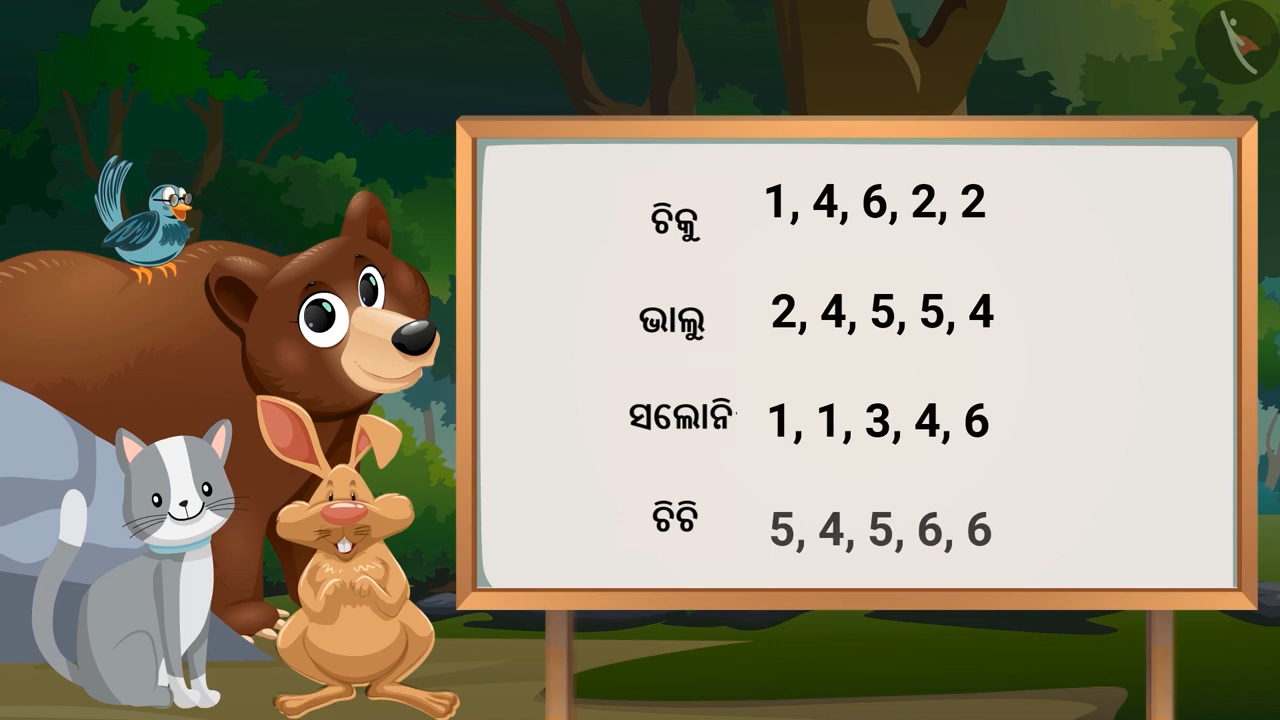 ଚିକୁ 1, 4, 6, 2, 2
ଭାଲୁ 2, 4, 5, 5, 4
ସଲୋନି 1, 1, 3, 4, 6
ଚିଚି 5, 4, 5, 6, 6